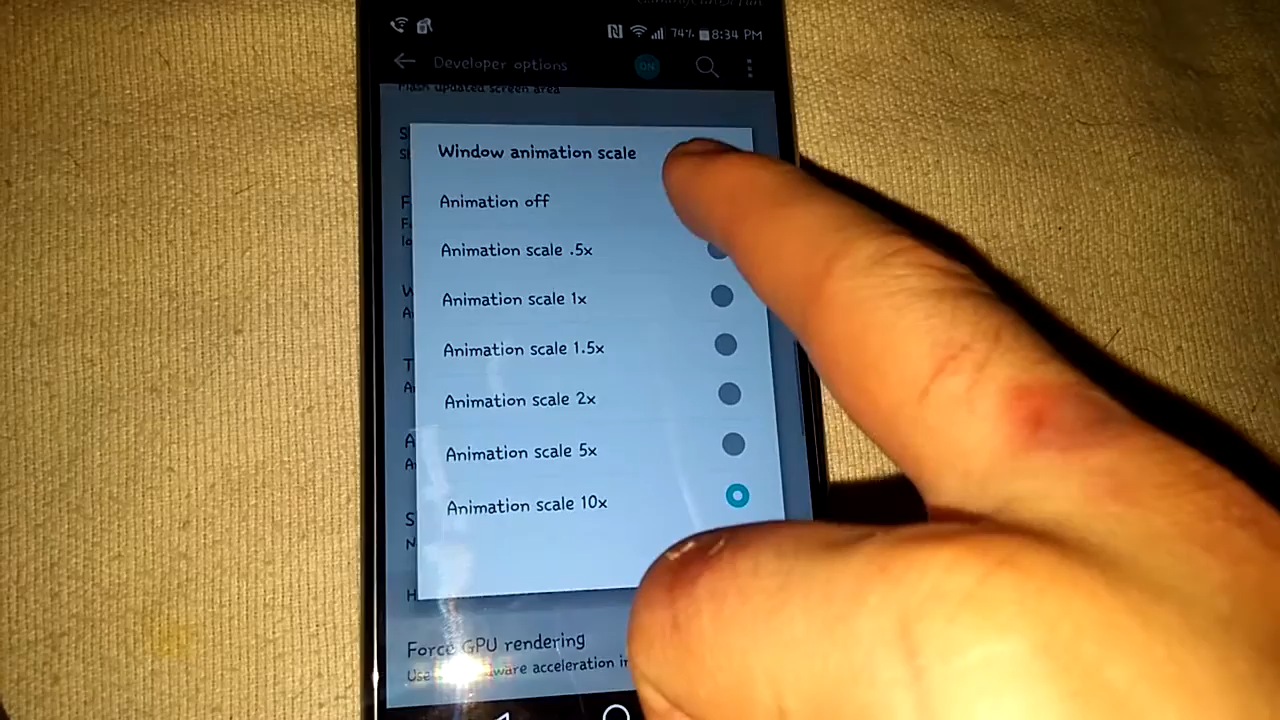 74% 8:34 PM
Developer options ON
Flash updated screen area
Window animation scale
Animation off
Animation scale .5x
Animation scale 1x
Animation scale 1.5x
Animation scale 2x
Animation scale 5x
Animation scale 10x
Force GPU rendering
Use acceleration in